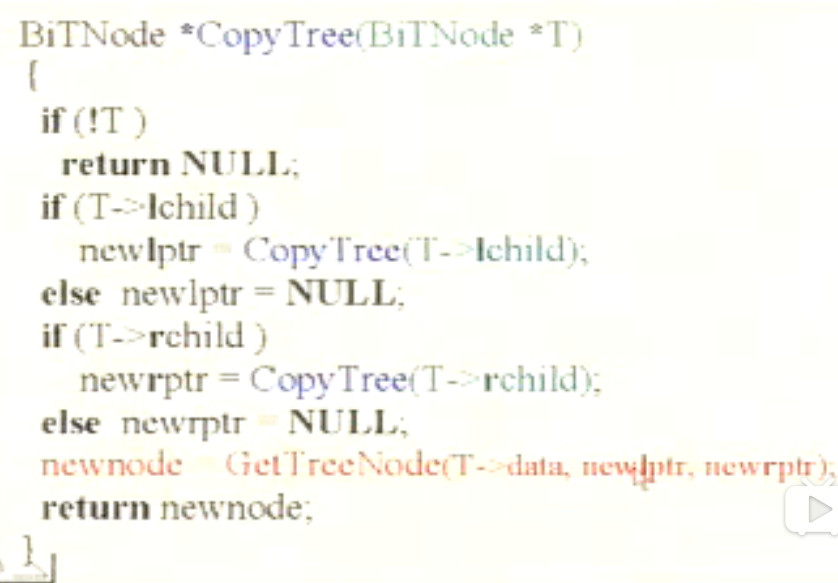 BiTNode *CopyTree(BiTNode *T)
{
if (!T )
return NULL;
if (T->lchild )
newlptr = CopyTree(T->lchild);
else newlptr = NULL;
if (T->rchild )
newrptr = CopyTree(T->rchild);
else newrptr = NULL;
newnode = GetTreeNode(T->data, newlptr, newrptr);
return newnode;
}